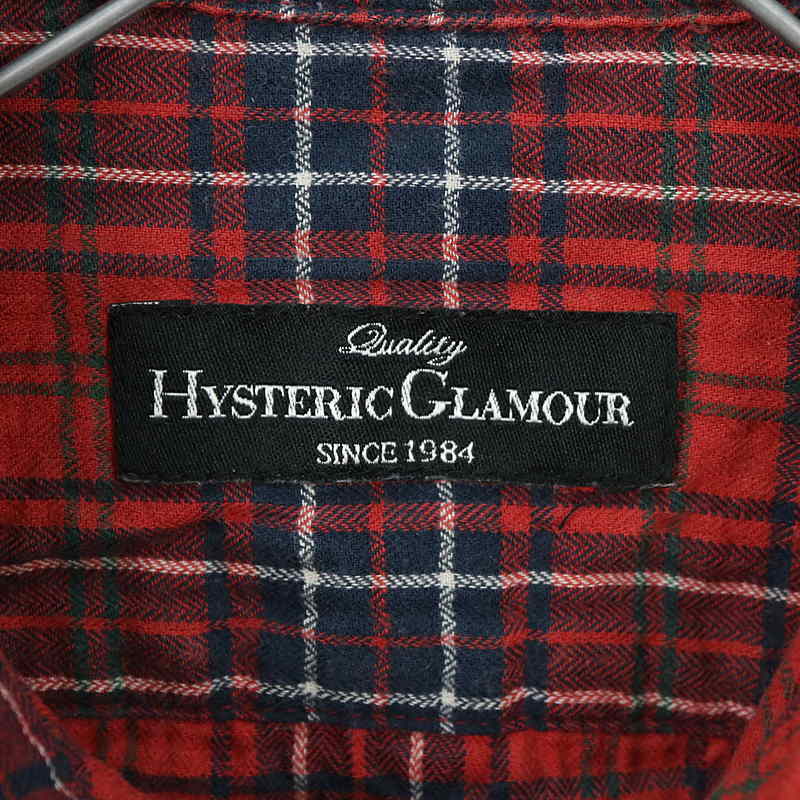 Quality
HYSTERIC GLAMOUR
SINCE 1984